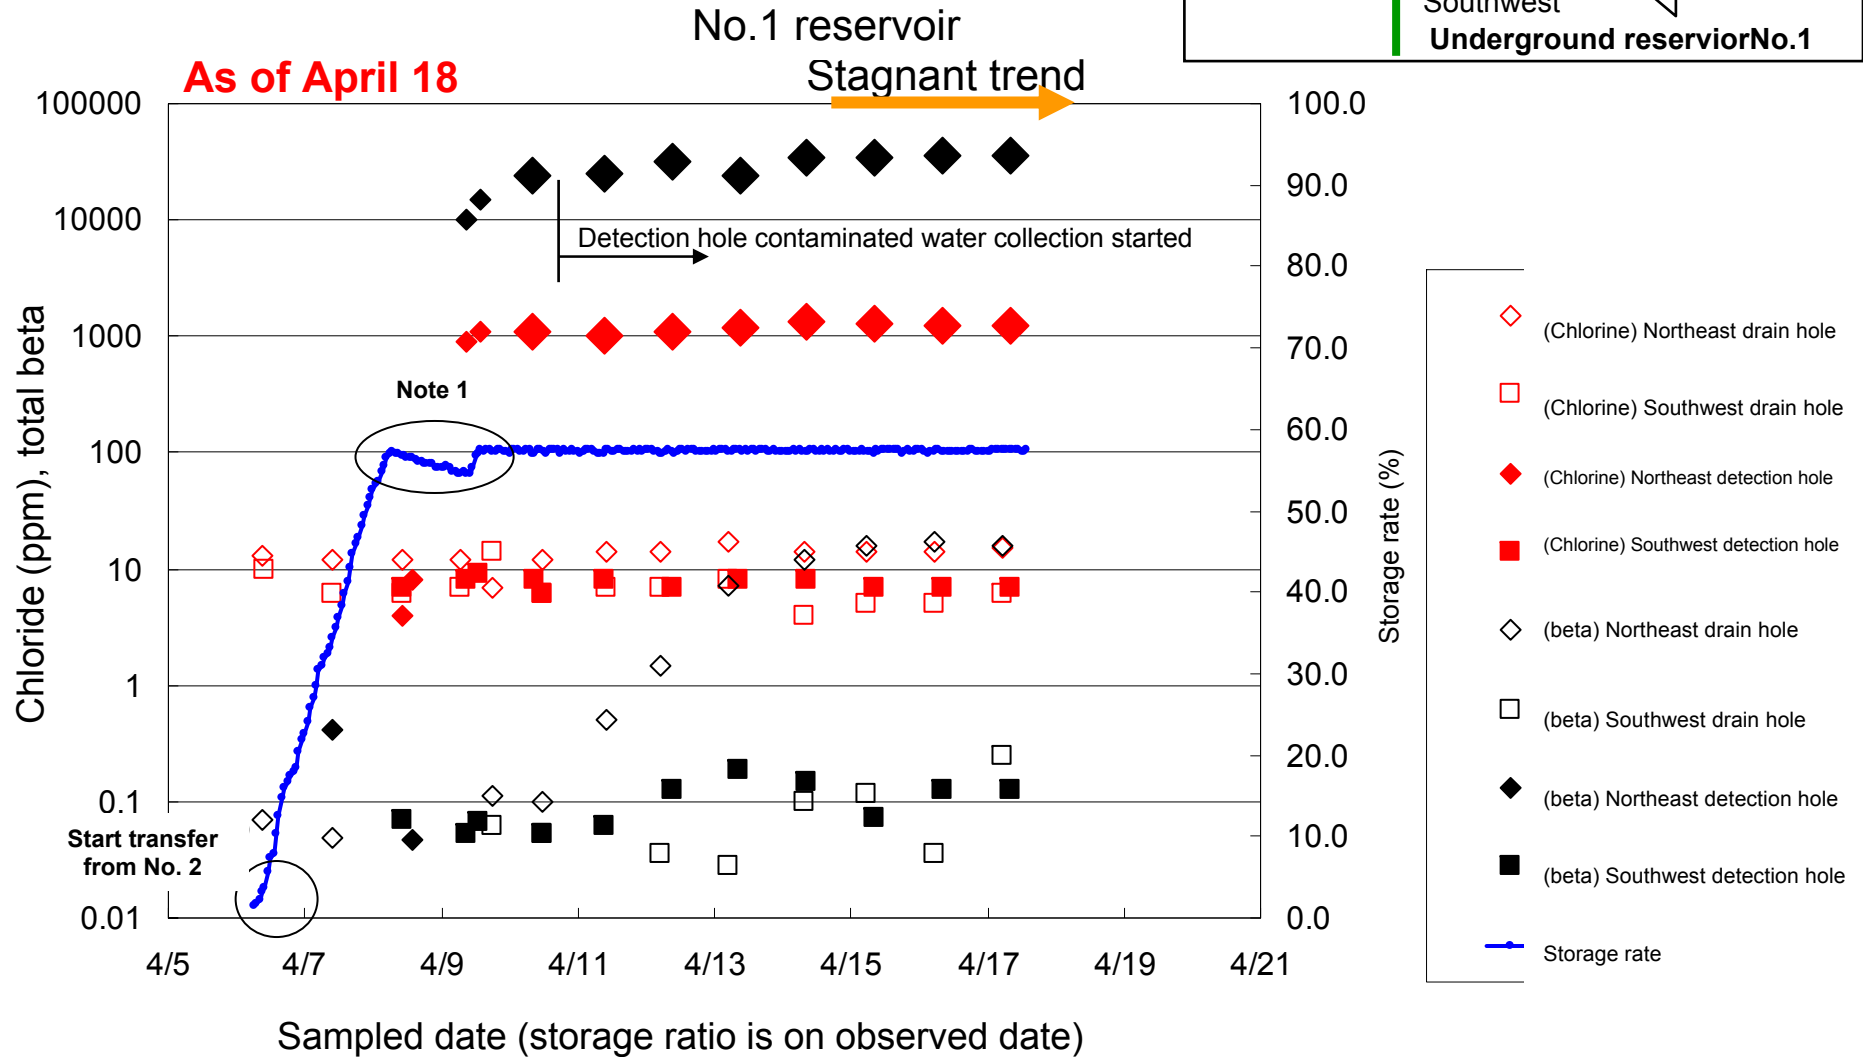 Southwest
Underground reserviorNo.1
No.1 reservoir
As of April 18
Stagnant trend
100000
10000
1000
100
10
1
0.1
0.01
100.0
90.0
80.0
70.0
60.0
50.0
40.0
30.0
20.0
10.0
0.0
Chloride (ppm), total beta
Storage rate (%)
Detection hole contaminated water collection started
Note 1
Start transfer
from No. 2
4/5
4/7
4/9
4/11
4/13
4/15
4/17
4/19
4/21
Sampled date (storage ratio is on observed date)
(Chlorine) Northeast drain hole
(Chlorine) Southwest drain hole
(Chlorine) Northeast detection hole
(Chlorine) Southwest detection hole
(beta) Northeast drain hole
(beta) Southwest drain hole
(beta) Northeast detection hole
(beta) Southwest detection hole
Storage rate